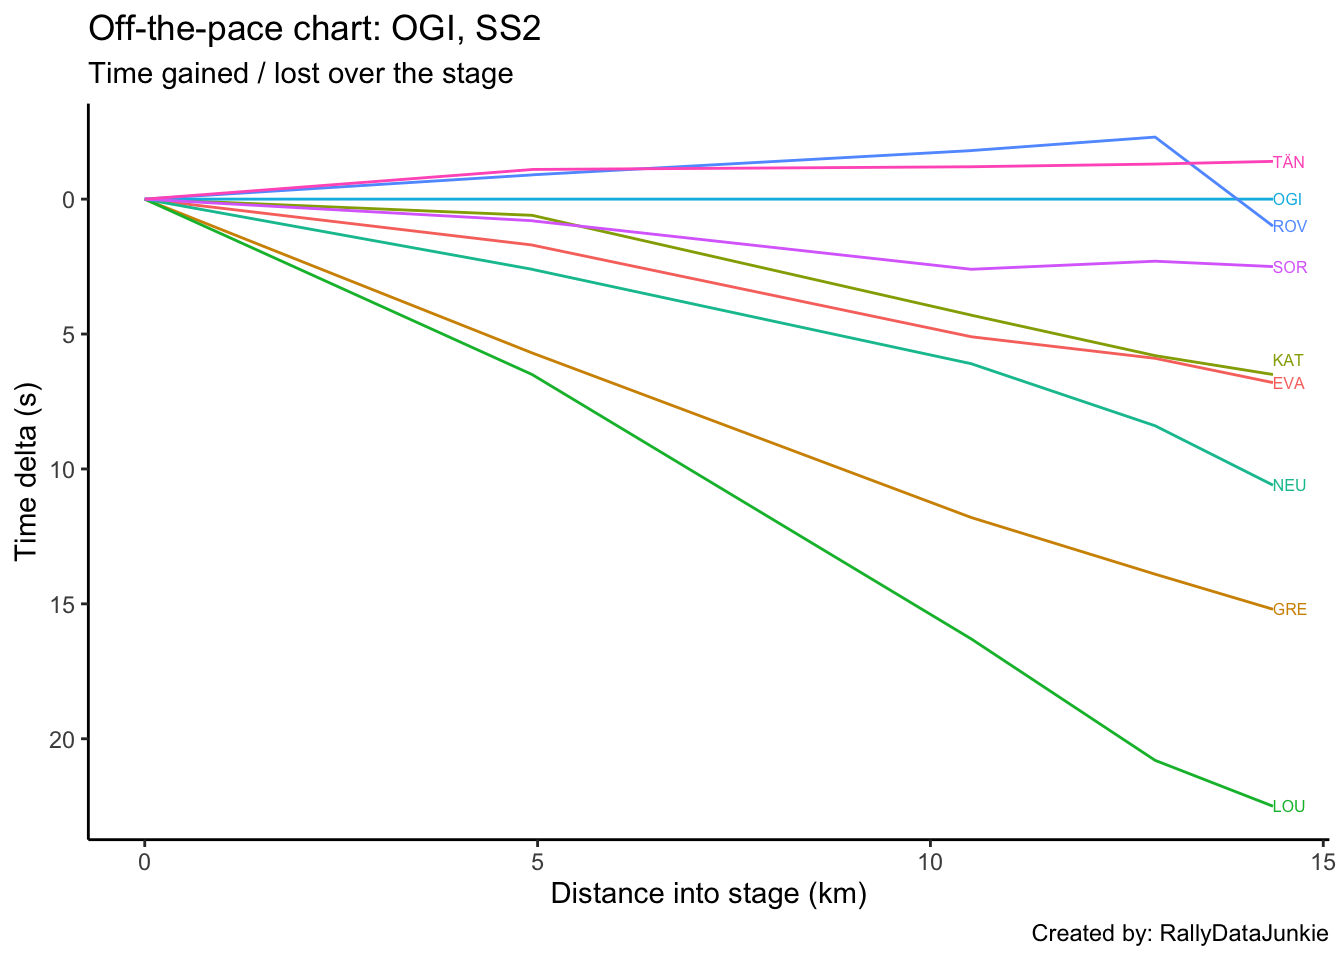 Off-the-pace chart: OGI, SS2
Time gained / lost over the stage
TÄN
0
OGI
ROV
SOR
5
KAT
EVA
10
NEU
15
GRE
20
LOU
Time delta (s)
0 5 10 15
Distance into stage (km)
Created by: RallyDataJunkie